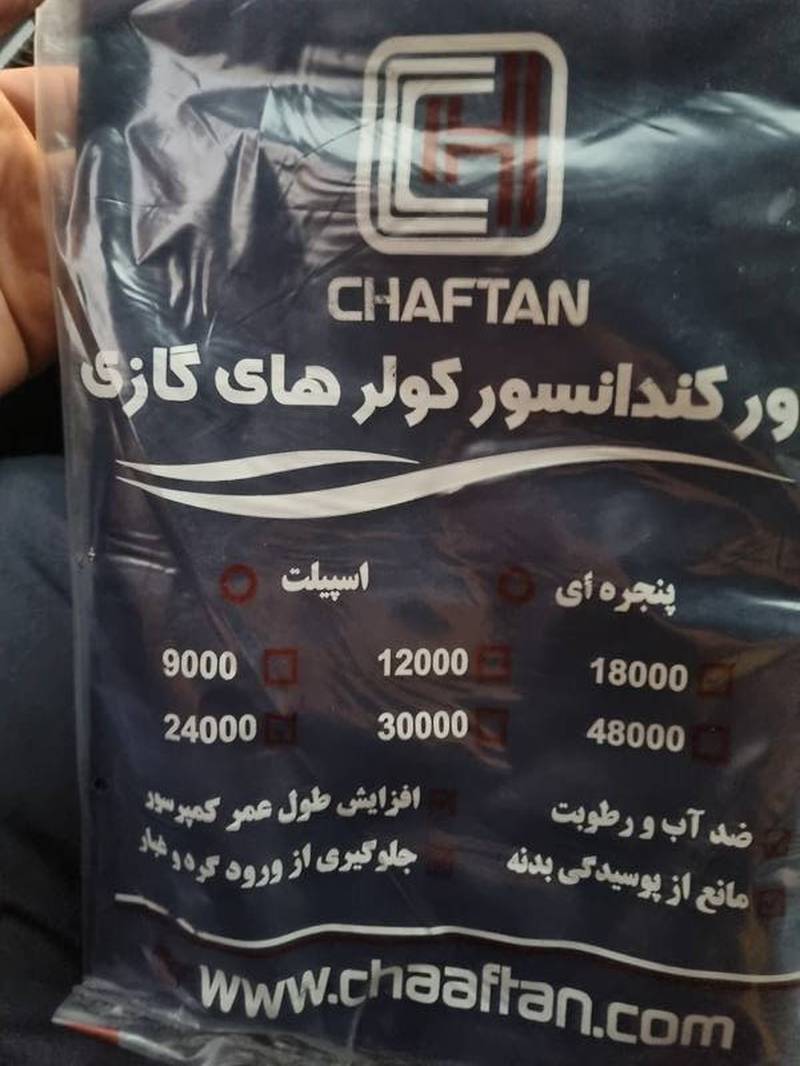 CHAFTAN
ور کندانسور کولر های گازی
پنجره ای اسپیلت
18000 12000 9000
48000 30000 24000
ضد آب و رطوبت افزایش طول عمر کمپرسور
مانع از پوسیدگی بدنه جلوگیری از ورود گرد و غبار
www.chaaftan.com